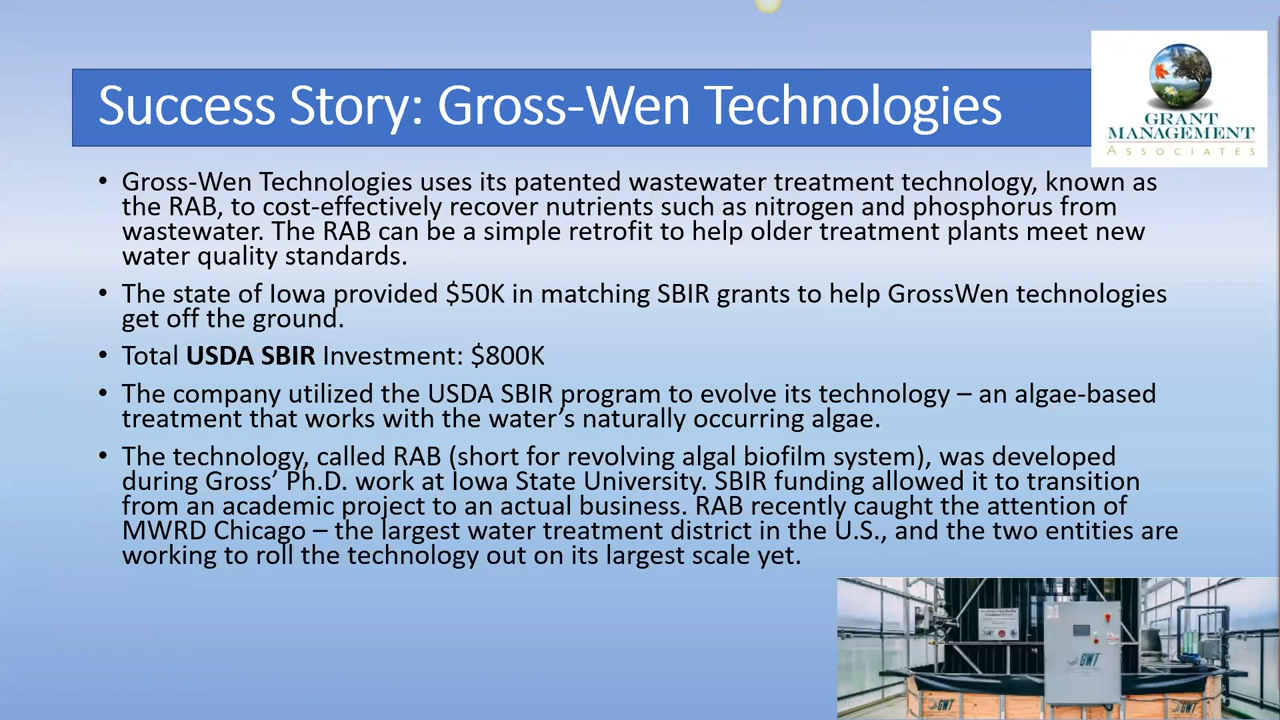 Success Story: Gross-Wen Technologies
GRANT
MANAGEMENT
ASSOCIATES
• Gross-Wen Technologies uses its patented wastewater treatment technology, known as
the RAB, to cost-effectively recover nutrients such as nitrogen and phosphorus from
wastewater. The RAB can be a simple retrofit to help older treatment plants meet new
water quality standards.
• The state of Iowa provided $50K in matching SBIR grants to help GrossWen technologies
get off the ground.
• Total USDA SBIR Investment: $800K
• The company utilized the USDA SBIR program to evolve its technology – an algae-based
treatment that works with the water’s naturally occurring algae.
• The technology, called RAB (short for revolving algal biofilm system), was developed
during Gross’ Ph.D. work at Iowa State University. SBIR funding allowed it to transition
from an academic project to an actual business. RAB recently caught the attention of
MWRD Chicago – the largest water treatment district in the U.S., and the two entities are
working to roll the technology out on its largest scale yet.
GWT
GWT
GWT